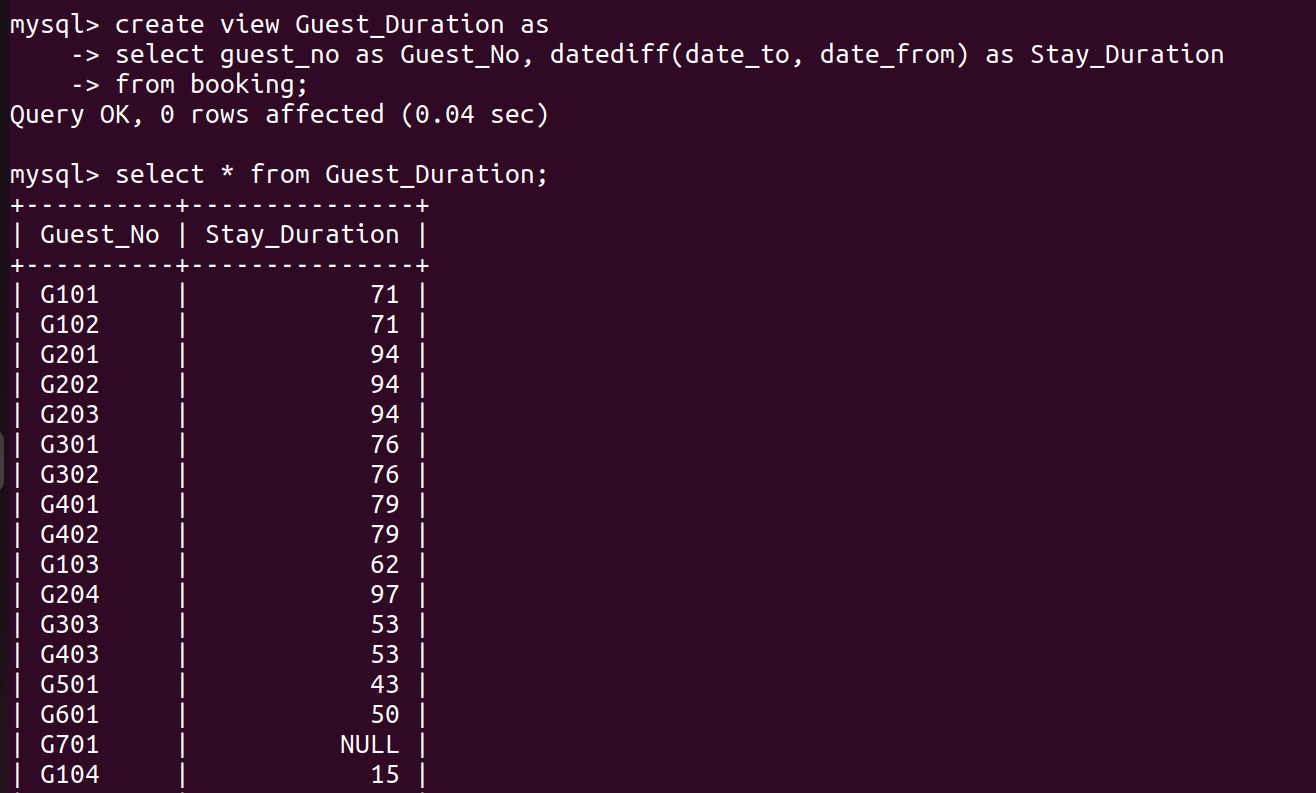 mysql> create view Guest_Duration as
    -> select guest_no as Guest_No, datediff(date_to, date_from) as Stay_Duration
    -> from booking;
Query OK, 0 rows affected (0.04 sec)

mysql> select * from Guest_Duration;
+----------+---------------+
| Guest_No | Stay_Duration |
+----------+---------------+
| G101     |            71 |
| G102     |            71 |
| G201     |            94 |
| G202     |            94 |
| G203     |            94 |
| G301     |            76 |
| G302     |            76 |
| G401     |            79 |
| G402     |            79 |
| G103     |            62 |
| G204     |            97 |
| G303     |            53 |
| G403     |            53 |
| G501     |            43 |
| G601     |            50 |
| G701     |          NULL |
| G104     |            15 |